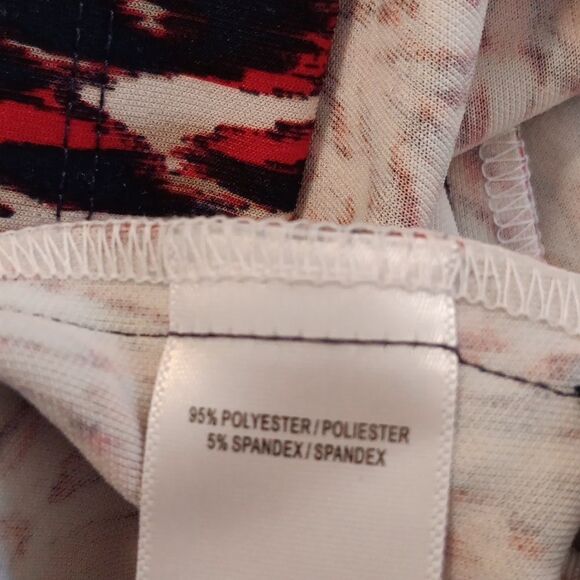 95% POLYESTER / POLIESTER
5% SPANDEX / SPANDEX